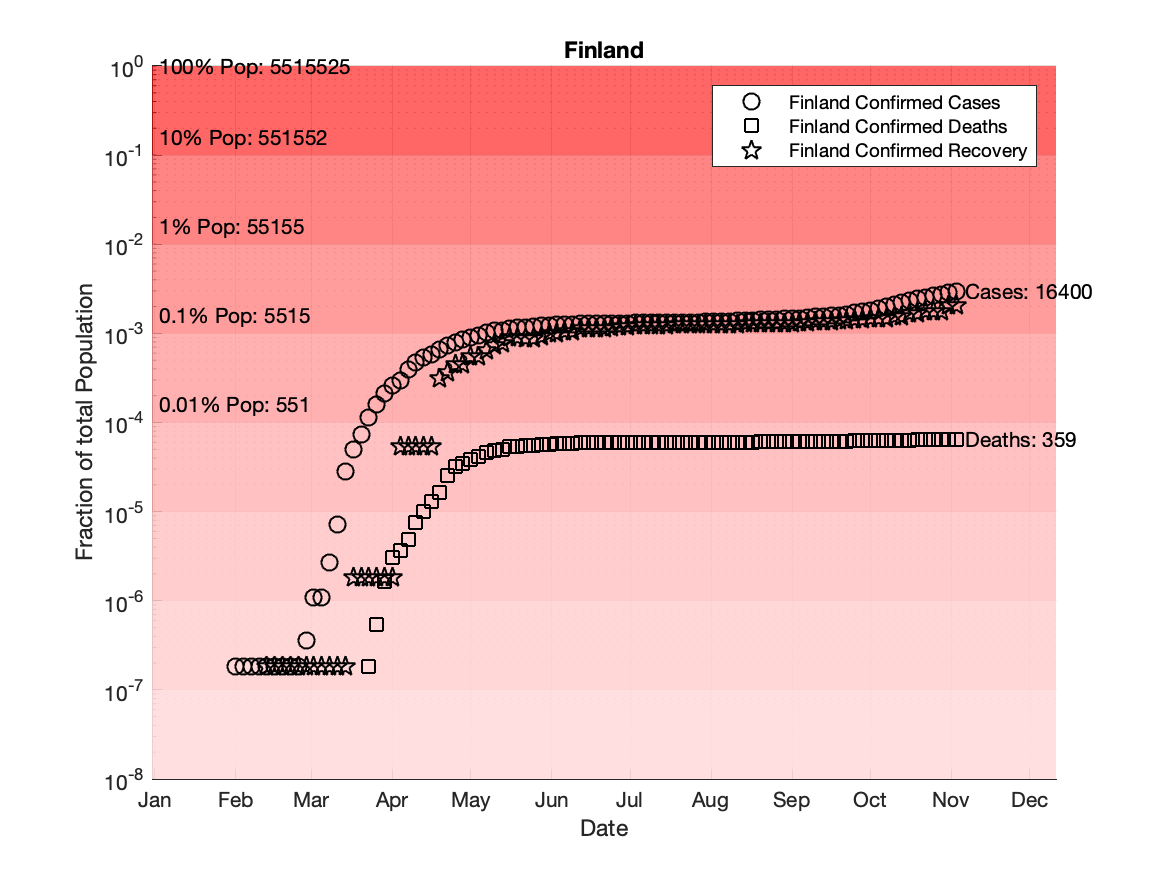 Finland
10^0
100% Pop: 5515525
Finland Confirmed Cases
Finland Confirmed Deaths
Finland Confirmed Recovery
10% Pop: 551552
10^-1
1% Pop: 55155
10^-2
Cases: 16400
0.1% Pop: 5515
10^-3
0.01% Pop: 551
10^-4
Deaths: 359
10^-5
10^-6
10^-7
10^-8
Fraction of total Population
Jan Feb Mar Apr May Jun Jul Aug Sep Oct Nov Dec
Date